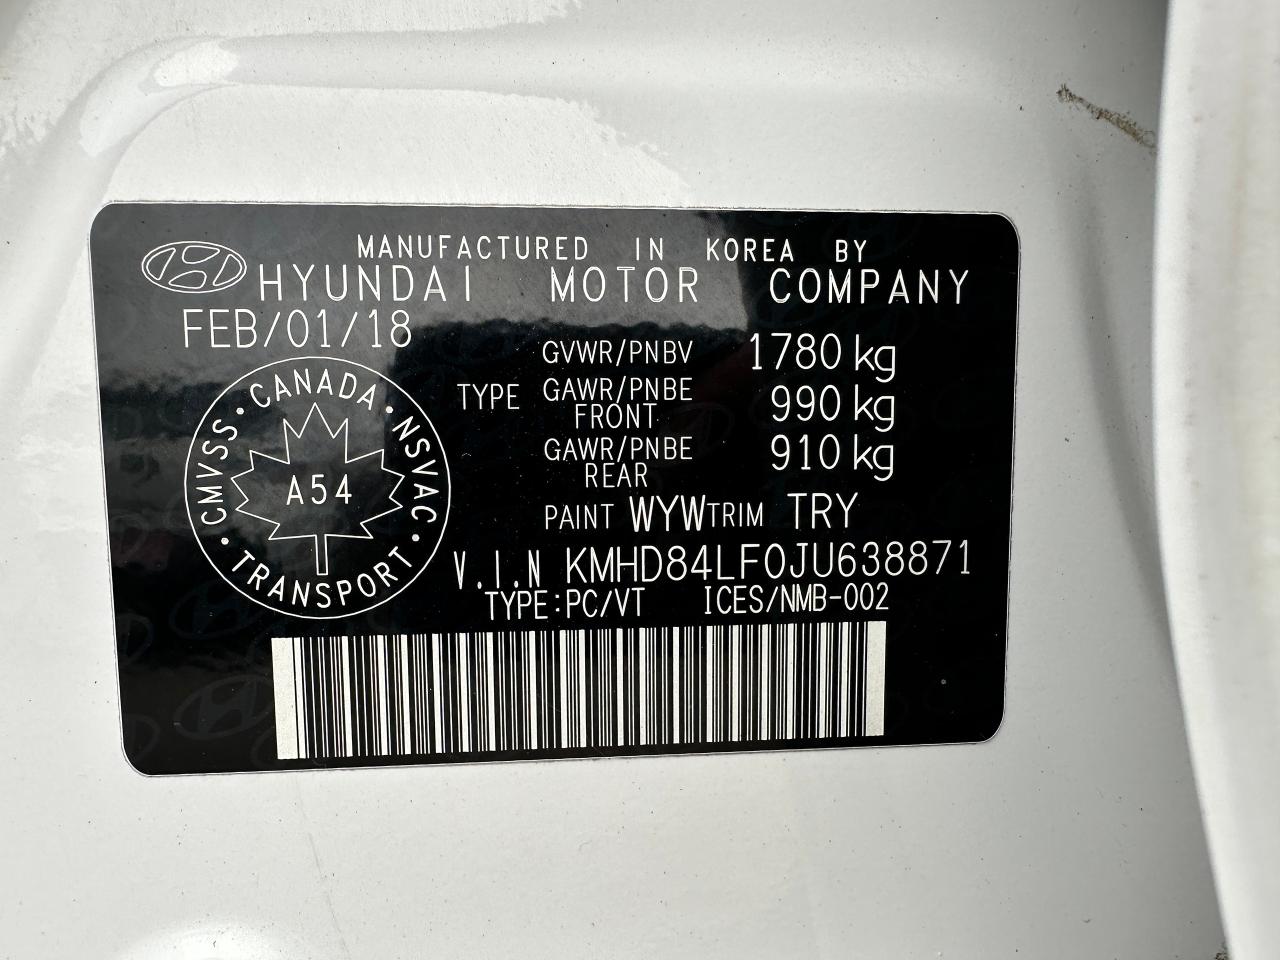 MANUFACTURED IN KOREA BY
HYUNDAI MOTOR COMPANY
FEB/01/18
GVWR/PNBV 1780 kg
TYPE GAWR/PNBE FRONT 990 kg
GAWR/PNBE REAR 910 kg
PAINT WYW TRIM TRY
V.I.N KMHD84LF0JU638871
TYPE:PC/VT ICES/NMB-002
CANADA
CMVSS
NSVAC
A54
TRANSPORT